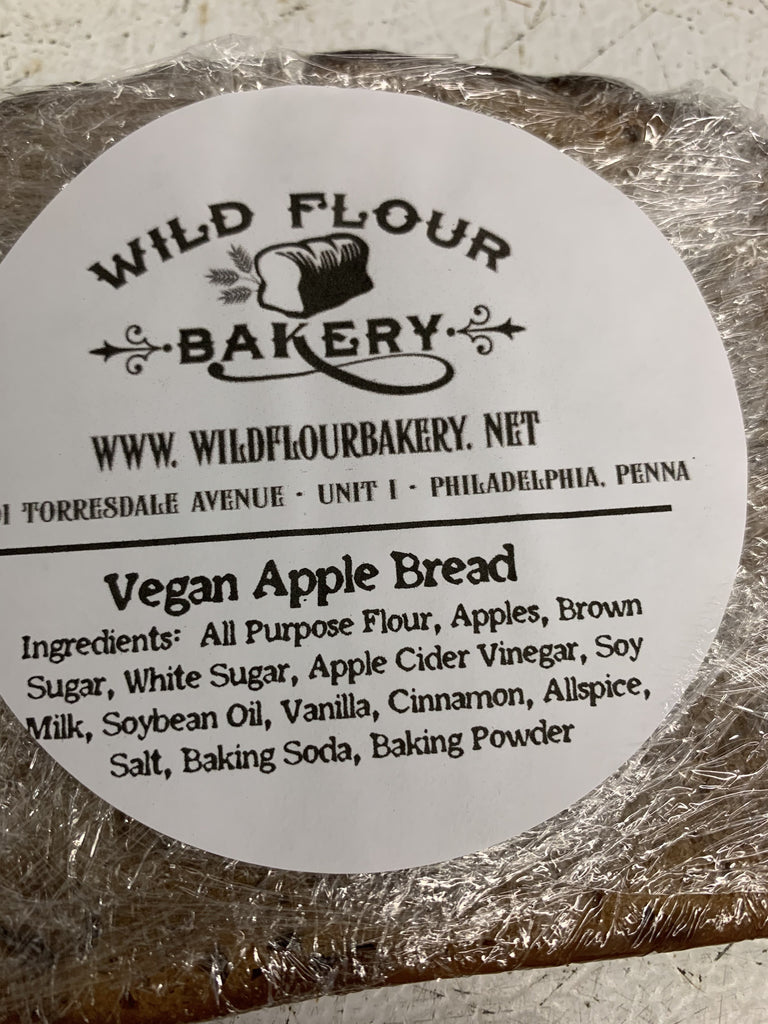 WILD FLOUR
BAKERY
WWW. WILDFLOURBAKERY. NET
TORRESDALE AVENUE · UNIT 1 · PHILADELPHIA, PENNA
Vegan Apple Bread
Ingredients: All Purpose Flour, Apples, Brown
Sugar, White Sugar, Apple Cider Vinegar, Soy
Milk, Soybean Oil, Vanilla, Cinnamon, Allspice,
Salt, Baking Soda, Baking Powder